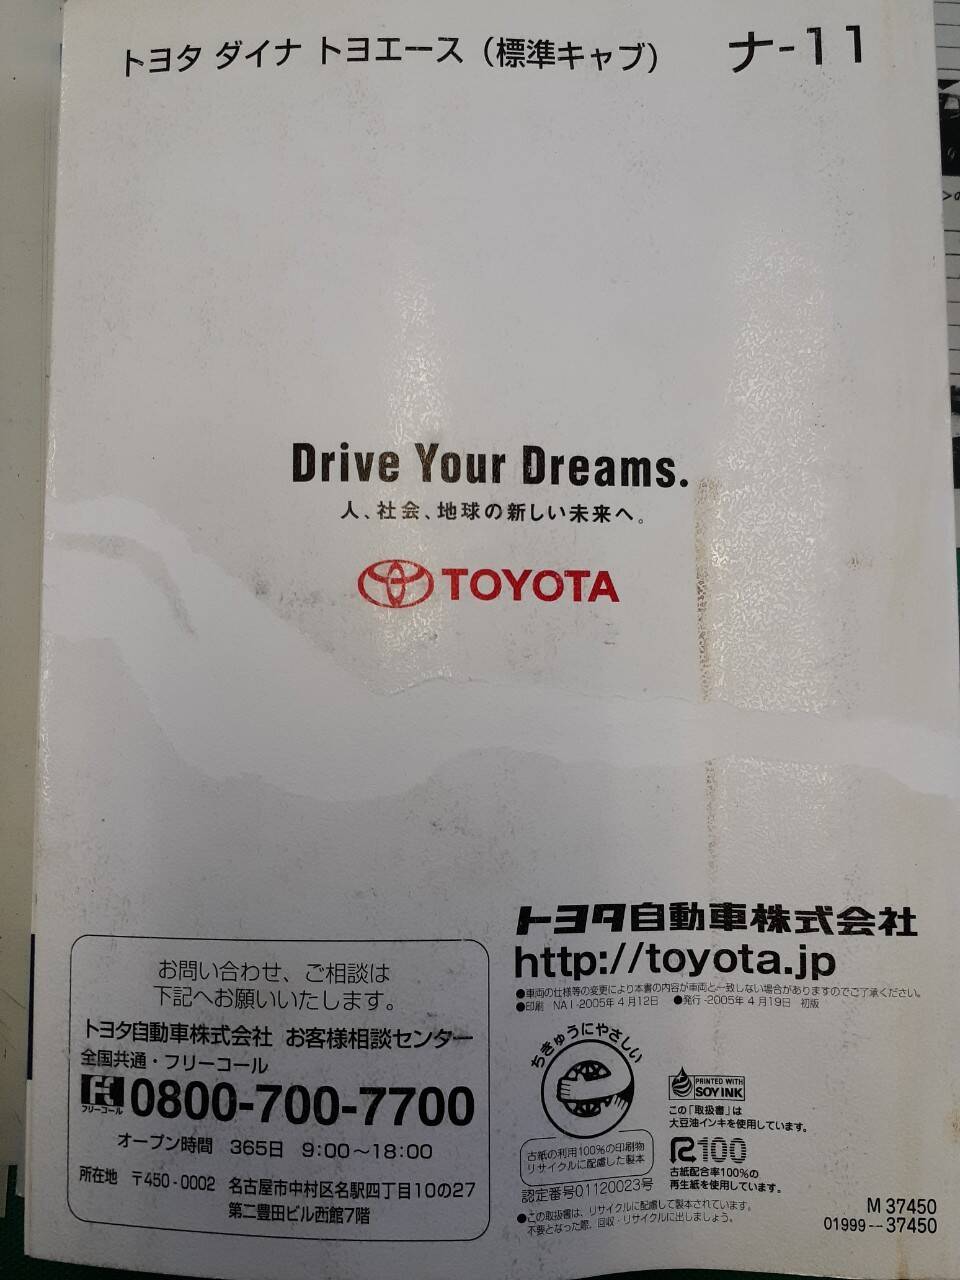 トヨタ ダイナ トヨエース (標準キャブ) ナ-11
Drive Your Dreams.
人、社会、地球の新しい未来へ。
TOYOTA
トヨタ自動車株式会社
http://toyota.jp
●車両の仕様等の変更により本書の内容が車両と一致しない場合がありますのでご了承ください。
●印刷 NAI-2005年4月12日 ●発行-2005年4月19日 初版
お問い合わせ、ご相談は
下記へお願いいたします。
トヨタ自動車株式会社 お客様相談センター
全国共通・フリーコール
フリーコール 0800-700-7700
オープン時間 365日 9:00～18:00
所在地 〒450-0002 名古屋市中村区名駅四丁目10の27
第二豊田ビル西館7階
ちきゅうにやさしい
古紙の利用100%の印刷物
リサイクルに配慮した製本
認定番号01120023号
PRINTED WITH
SOY INK
この「取扱書」は
大豆油インキを使用しています。
R100
古紙配合率100%の
再生紙を使用しています。
●この取扱書は、リサイクルに配慮して製本されています。
不要となった際、回収・リサイクルに出しましょう。
M 37450
01999--37450